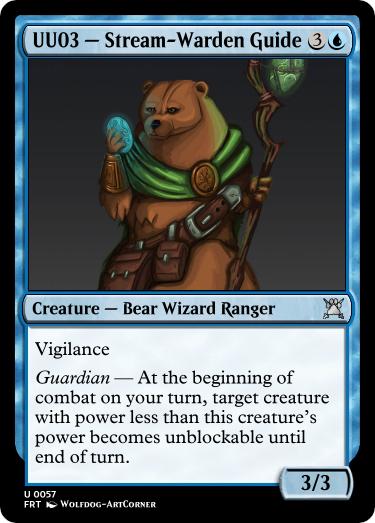 UU03 — Stream-Warden Guide 3
Creature — Bear Wizard Ranger
Vigilance
Guardian — At the beginning of
combat on your turn, target creature
with power less than this creature's
power becomes unblockable until
end of turn.
3/3
U 0057
FRT Wolfdog-ArtCorner